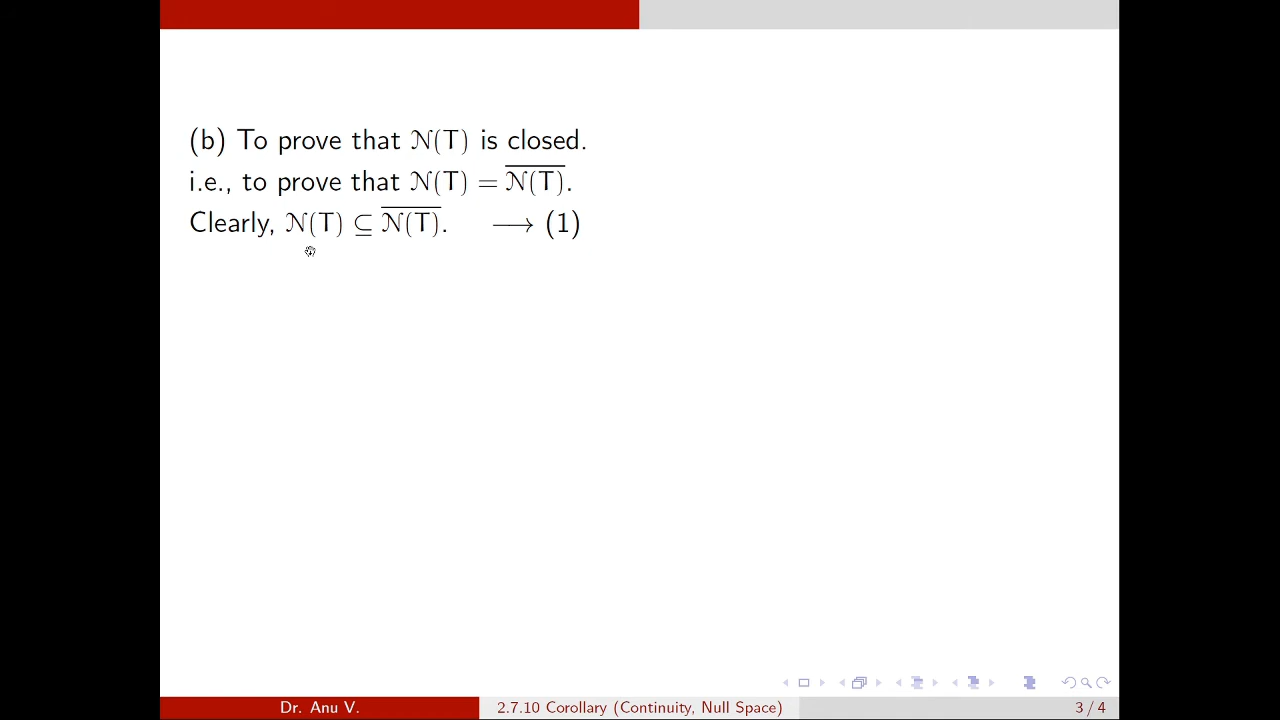 (b) To prove that N(T) is closed.
i.e., to prove that N(T) = \overline{N(T)}.
Clearly, N(T) ⊆ \overline{N(T)}. ⟶ (1)
Dr. Anu V. 2.7.10 Corollary (Continuity, Null Space) 3 / 4